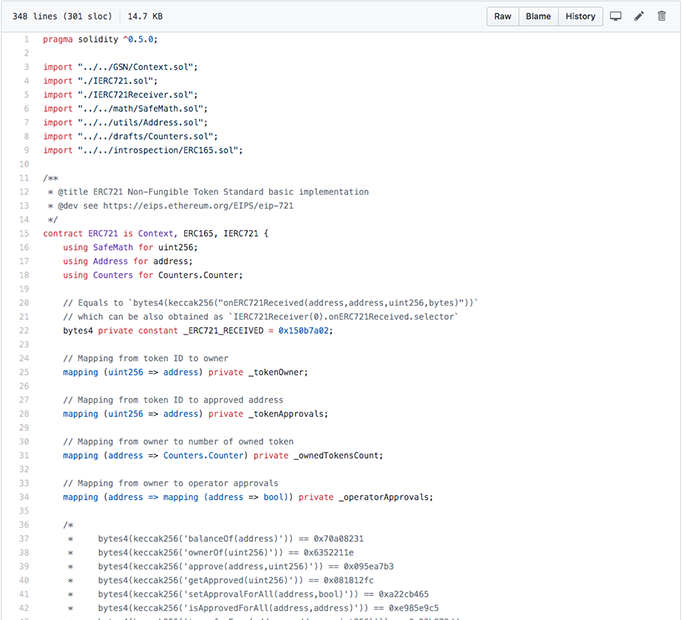 348 lines (301 sloc) 14.7 KB Raw Blame History
1 pragma solidity ^0.5.0;
2
3 import "../../GSN/Context.sol";
4 import "./IERC721.sol";
5 import "./IERC721Receiver.sol";
6 import "../../math/SafeMath.sol";
7 import "../../utils/Address.sol";
8 import "../../drafts/Counters.sol";
9 import "../../introspection/ERC165.sol";
10
11 /**
12 * @title ERC721 Non-Fungible Token Standard basic implementation
13 * @dev see https://eips.ethereum.org/EIPS/eip-721
14 */
15 contract ERC721 is Context, ERC165, IERC721 {
16 using SafeMath for uint256;
17 using Address for address;
18 using Counters for Counters.Counter;
19
20 // Equals to `bytes4(keccak256("onERC721Received(address,address,uint256,bytes)"))`
21 // which can be also obtained as `IERC721Receiver(0).onERC721Received.selector`
22 bytes4 private constant _ERC721_RECEIVED = 0x150b7a02;
23
24 // Mapping from token ID to owner
25 mapping (uint256 => address) private _tokenOwner;
26
27 // Mapping from token ID to approved address
28 mapping (uint256 => address) private _tokenApprovals;
29
30 // Mapping from owner to number of owned token
31 mapping (address => Counters.Counter) private _ownedTokensCount;
32
33 // Mapping from owner to operator approvals
34 mapping (address => mapping (address => bool)) private _operatorApprovals;
35
36 /*
37 * bytes4(keccak256('balanceOf(address)')) == 0x70a08231
38 * bytes4(keccak256('ownerOf(uint256)')) == 0x6352211e
39 * bytes4(keccak256('approve(address,uint256)')) == 0x095ea7b3
40 * bytes4(keccak256('getApproved(uint256)')) == 0x081812fc
41 * bytes4(keccak256('setApprovalForAll(address,bool)')) == 0xa22cb465
42 * bytes4(keccak256('isApprovedForAll(address,address)')) == 0xe985e9c5